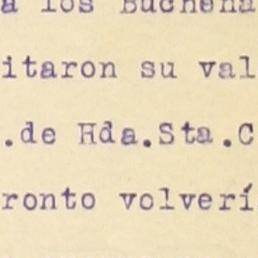 a los Buchena
itaron su val
.de Hda.Sta.C
ronto volverí